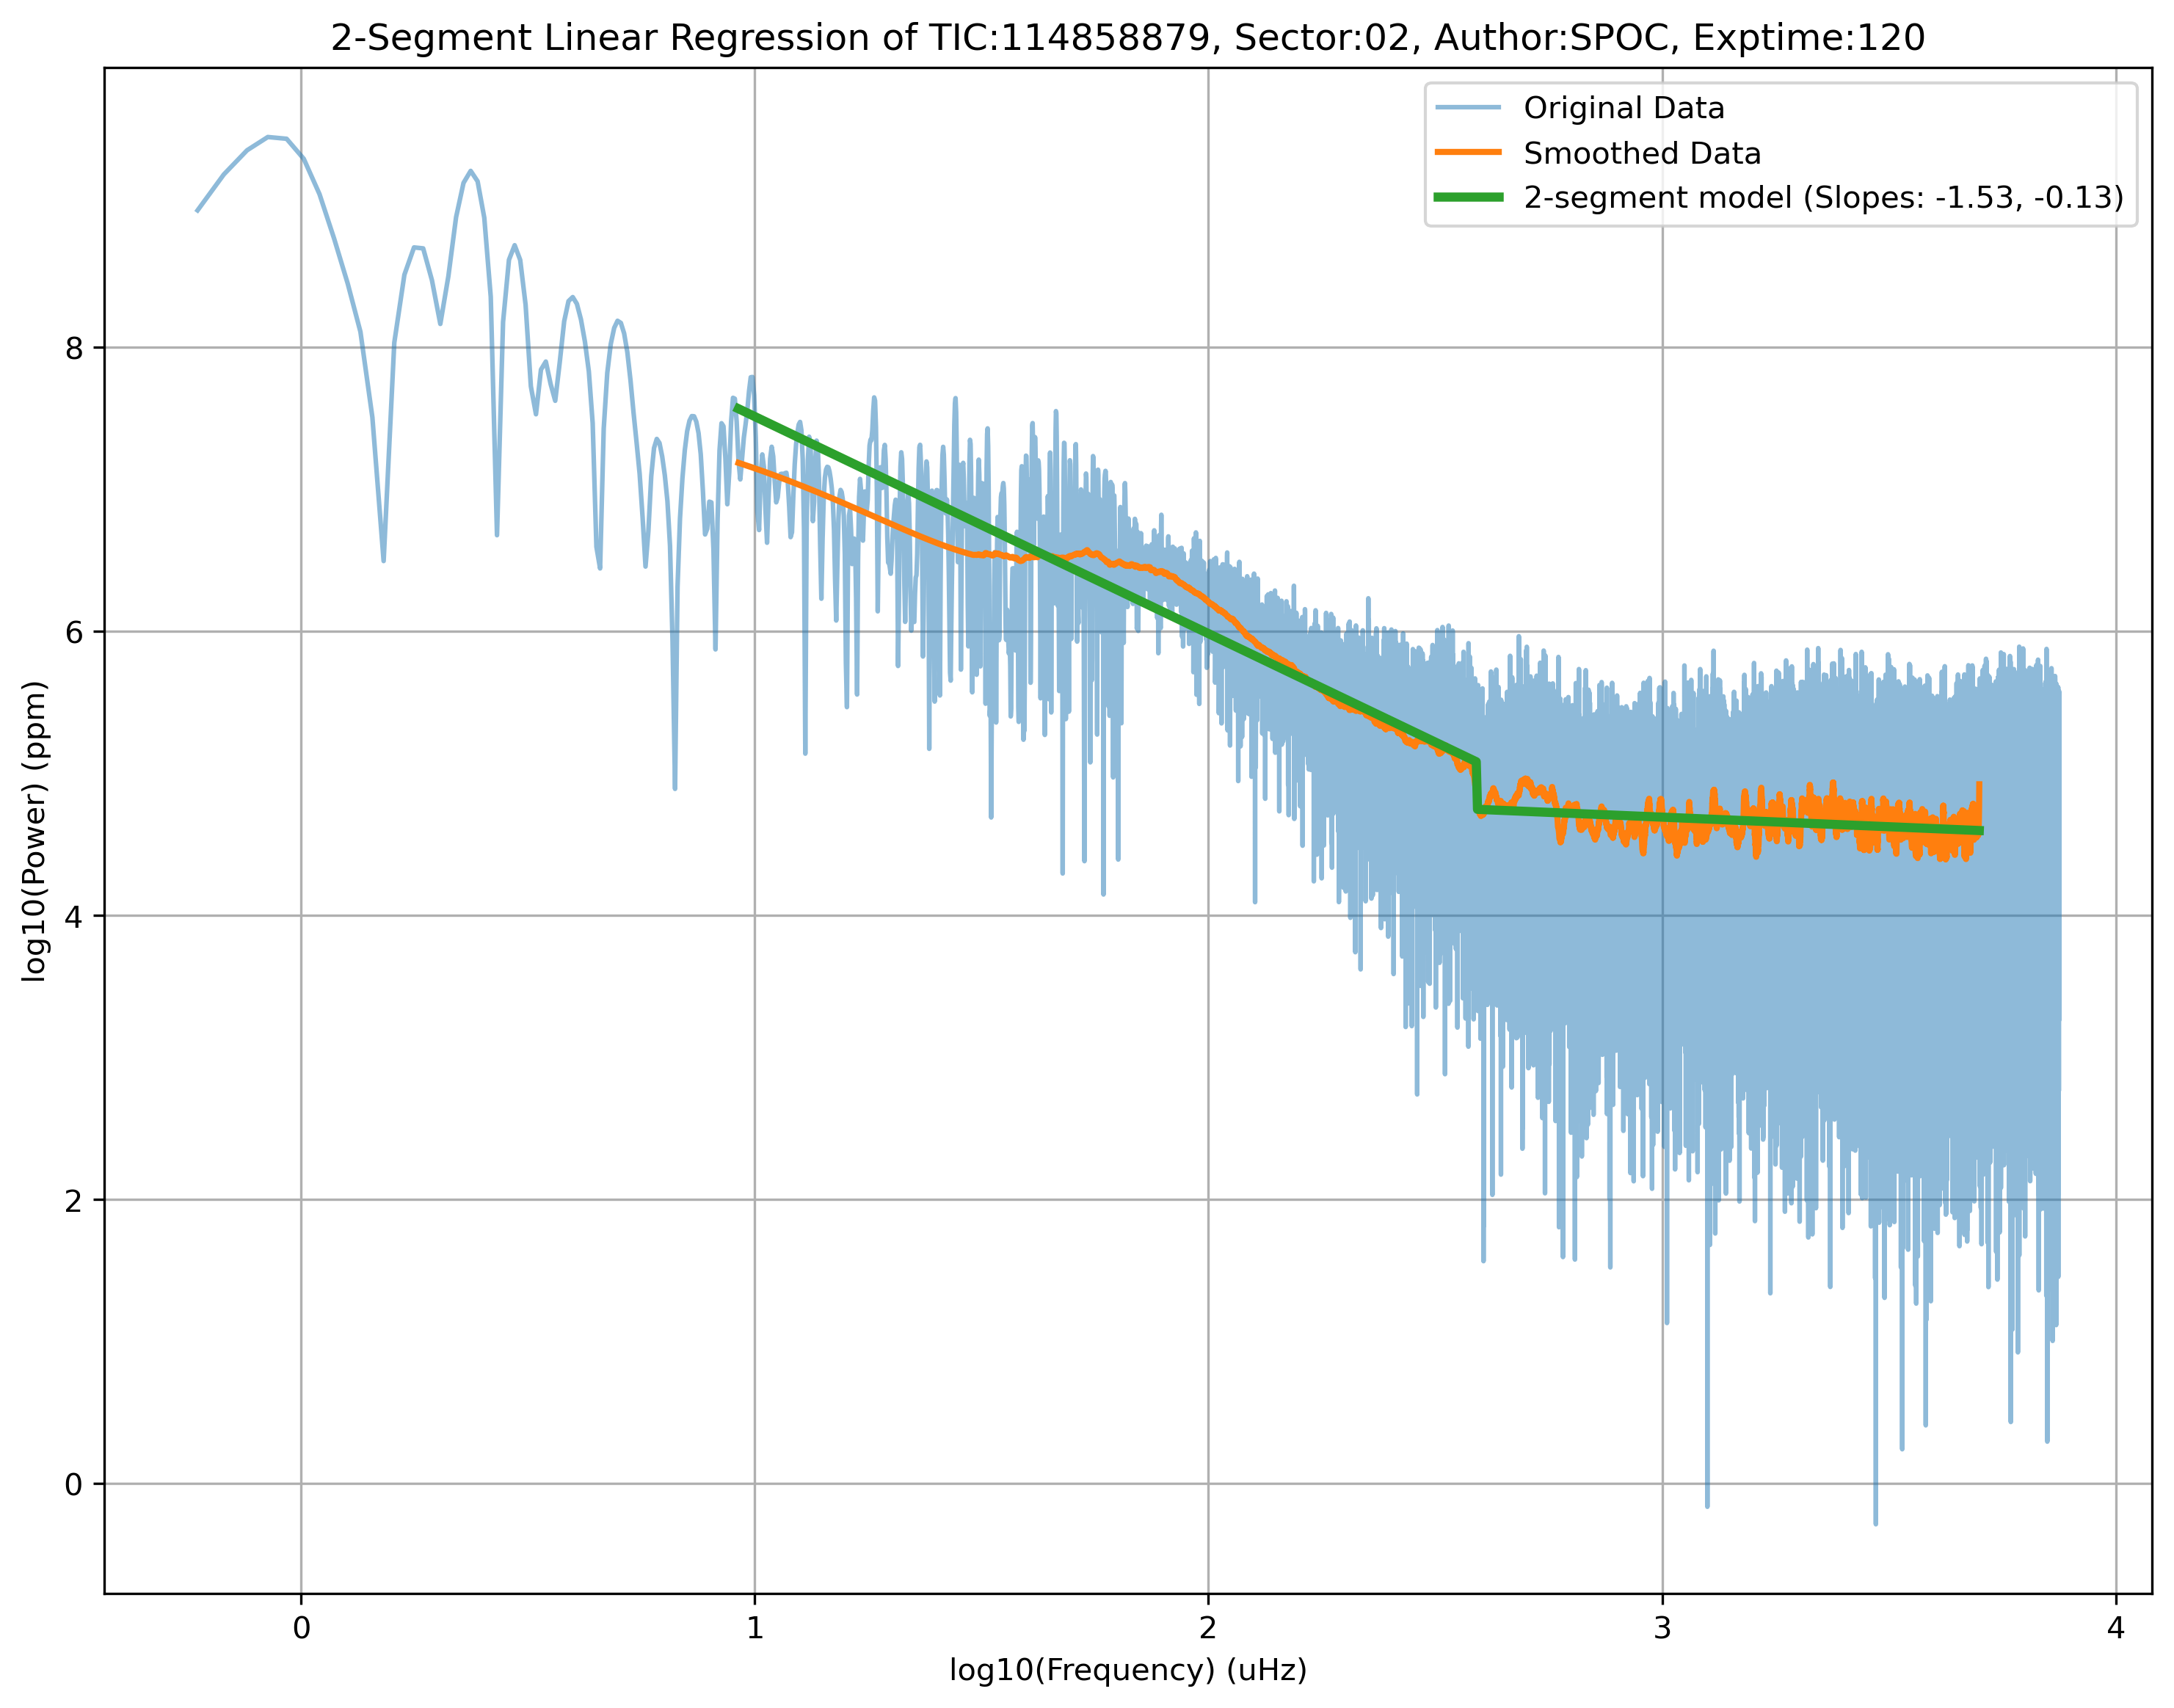 2-Segment Linear Regression of TIC:114858879, Sector:02, Author:SPOC, Exptime:120
Original Data
Smoothed Data
2-segment model (Slopes: -1.53, -0.13)
log10(Power) (ppm)
8
6
4
2
0
0 1 2 3 4
log10(Frequency) (uHz)